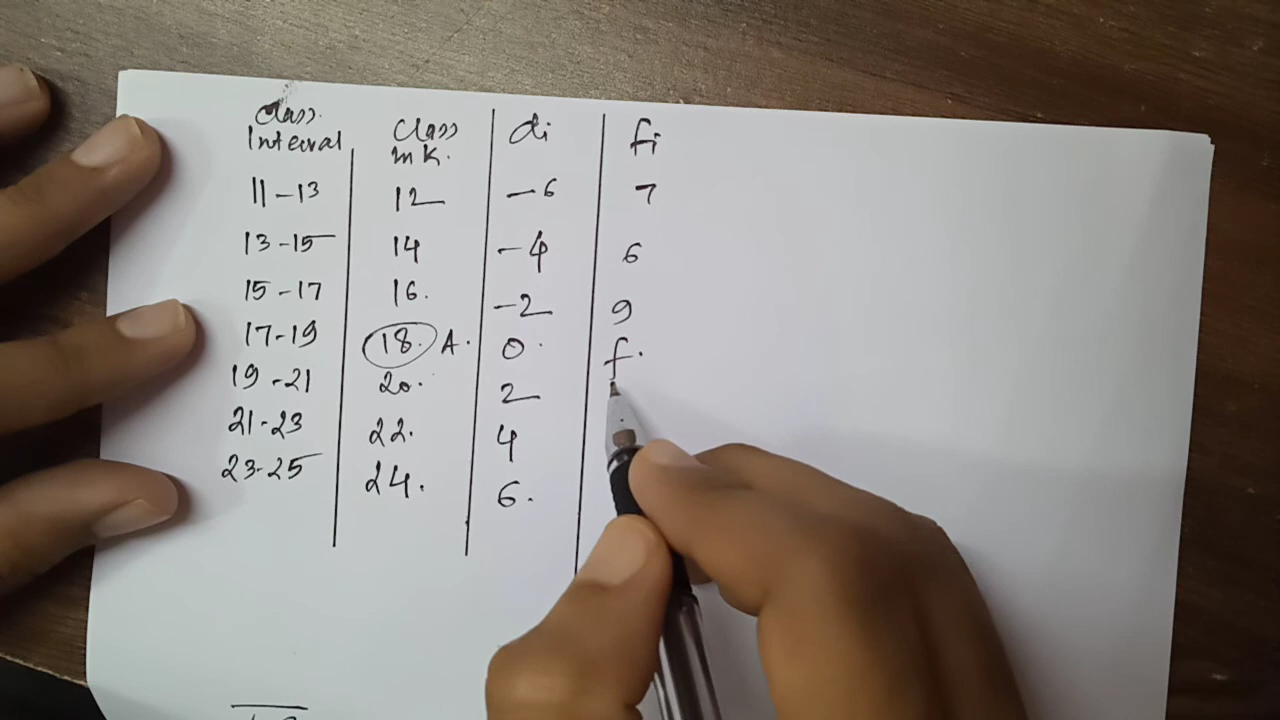 Class Interval Class mk. di fi
11-13 12 -6 7
13-15 14 -4 6
15-17 16. -2 9
17-19 18. A. 0. f.
19-21 20. 2
21-23 22. 4
23-25 24. 6.